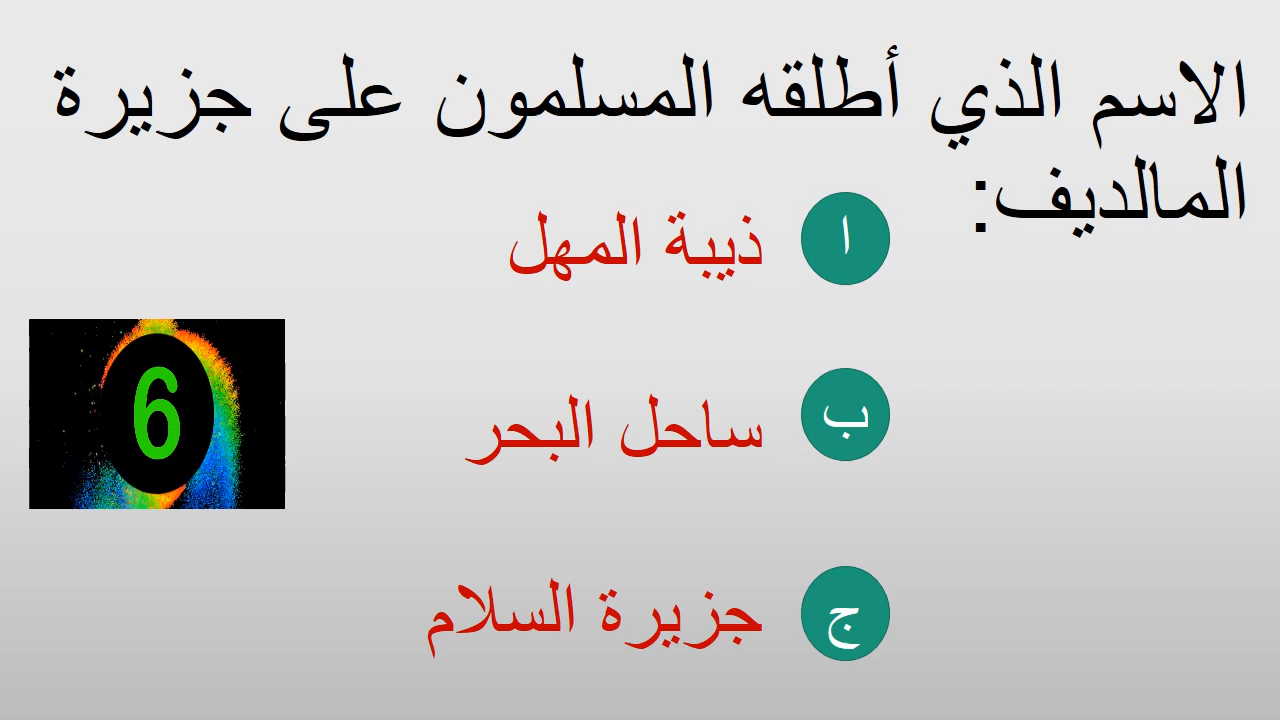 الاسم الذي أطلقه المسلمون على جزيرة
المالديف:
ا ذيبة المهل
6
ب ساحل البحر
ج جزيرة السلام